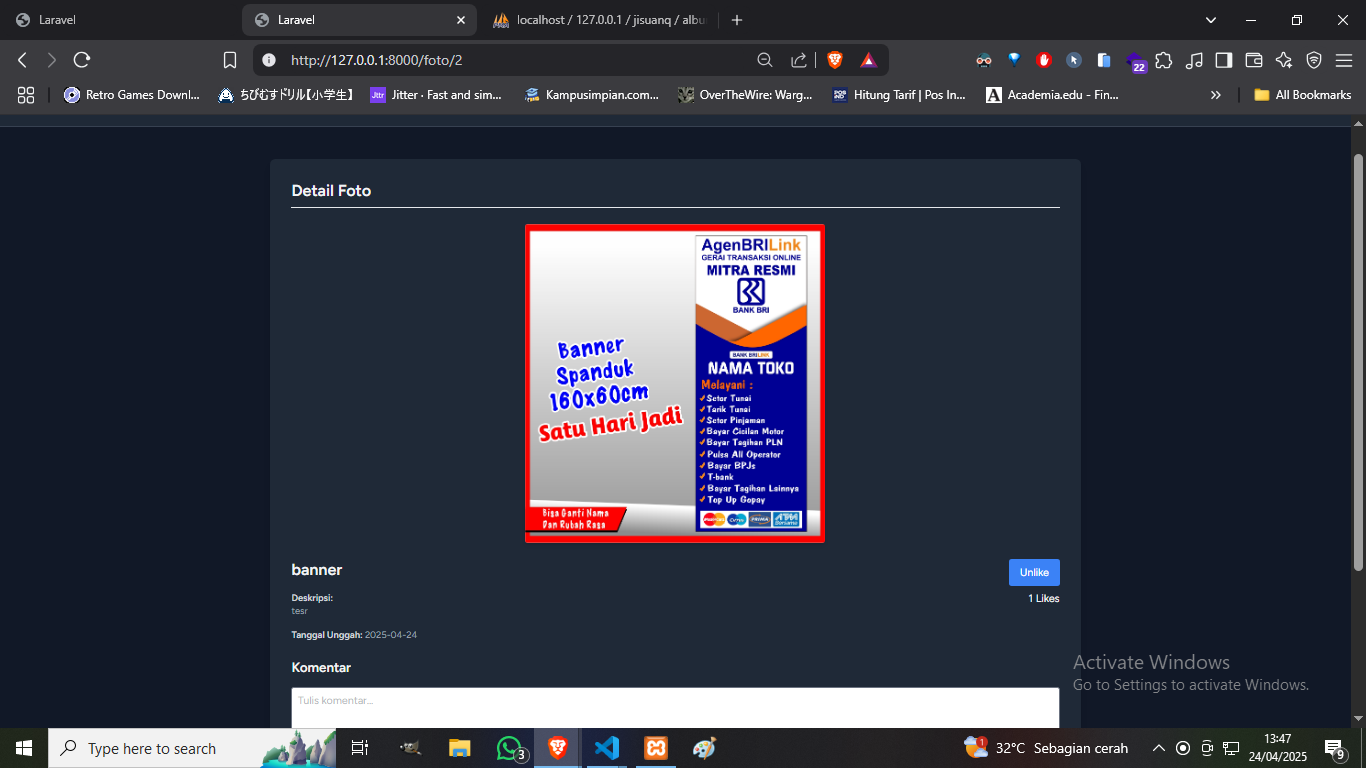 Laravel
Laravel
localhost / 127.0.0.1 / jisuanq / albu
http://127.0.0.1:8000/foto/2
22
Retro Games Downl...
ちびむすドリル【小学生】
Jttr
Jitter · Fast and sim...
Kampusimpian.com...
OverTheWire: Warg...
Hitung Tarif | Pos In...
A
Academia.edu - Fin...
»
All Bookmarks
Detail Foto
Banner
Spanduk
160x60cm
Satu Hari Jadi
Bisa Ganti Nama
Dan Rubah Rasa
AgenBRILink
GERAI TRANSAKSI ONLINE
MITRA RESMI
BANK BRI
BANK BRILINK
NAMA TOKO
Melayani :
Setor Tunai
Tarik Tunai
Setor Pinjaman
Bayar Cicilan Motor
Bayar Tagihan PLN
Pulsa All Operator
Bayar BPJs
T-bank
Bayar Tagihan Lainnya
Top Up Gopay
banner
Unlike
Deskripsi:
tesr
1 Likes
Tanggal Unggah: 2025-04-24
Komentar
Tulis komentar...
Activate Windows
Go to Settings to activate Windows.
Type here to search
3
1
32°C Sebagian cerah
13:47
24/04/2025
9